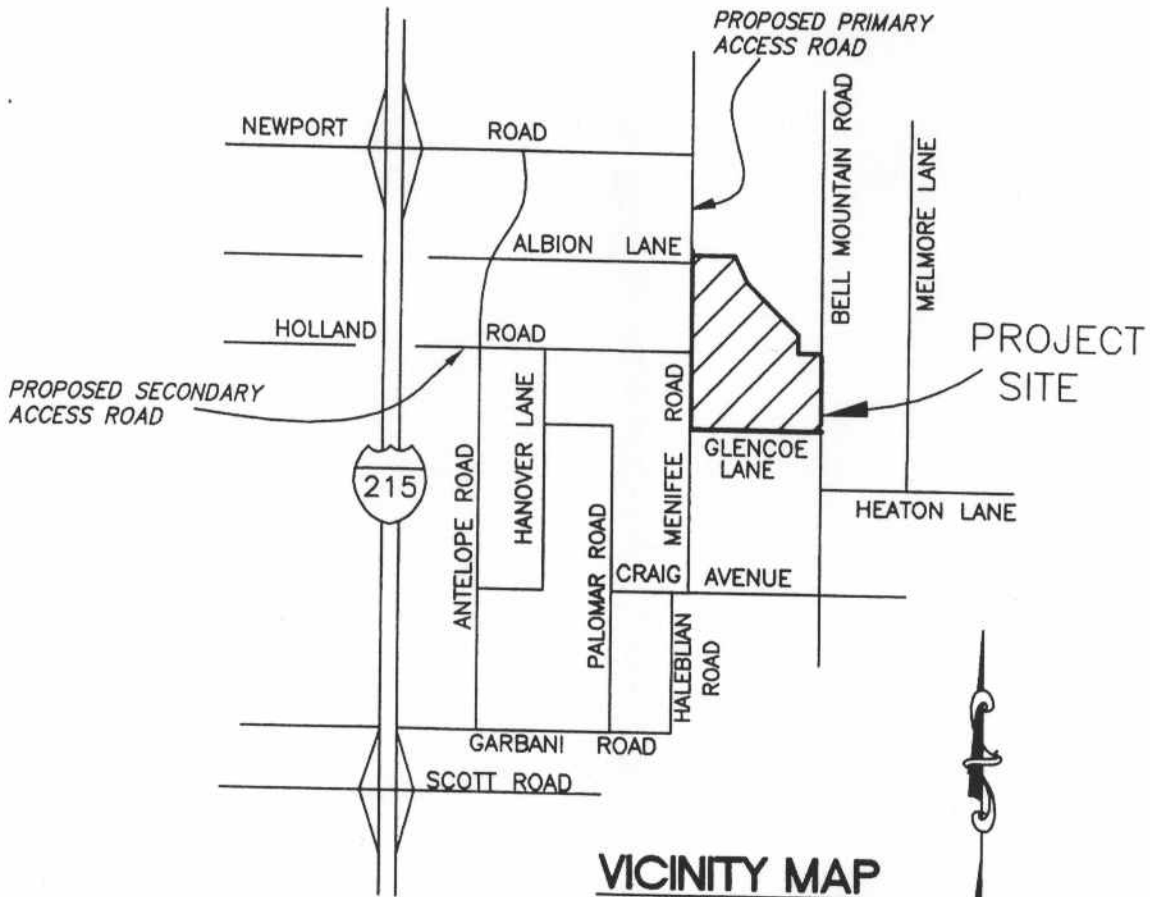 PROPOSED PRIMARY
ACCESS ROAD
NEWPORT ROAD
BELL MOUNTAIN ROAD
MELMORE LANE
ALBION LANE
HOLLAND ROAD
PROJECT
SITE
PROPOSED SECONDARY
ACCESS ROAD
HANOVER LANE
MENIFEE ROAD
GLENCOE
LANE
215
ANTELOPE ROAD
HEATON LANE
PALOMAR ROAD
CRAIG AVENUE
HALEBLIAN
ROAD
GARBANI ROAD
SCOTT ROAD
VICINITY MAP